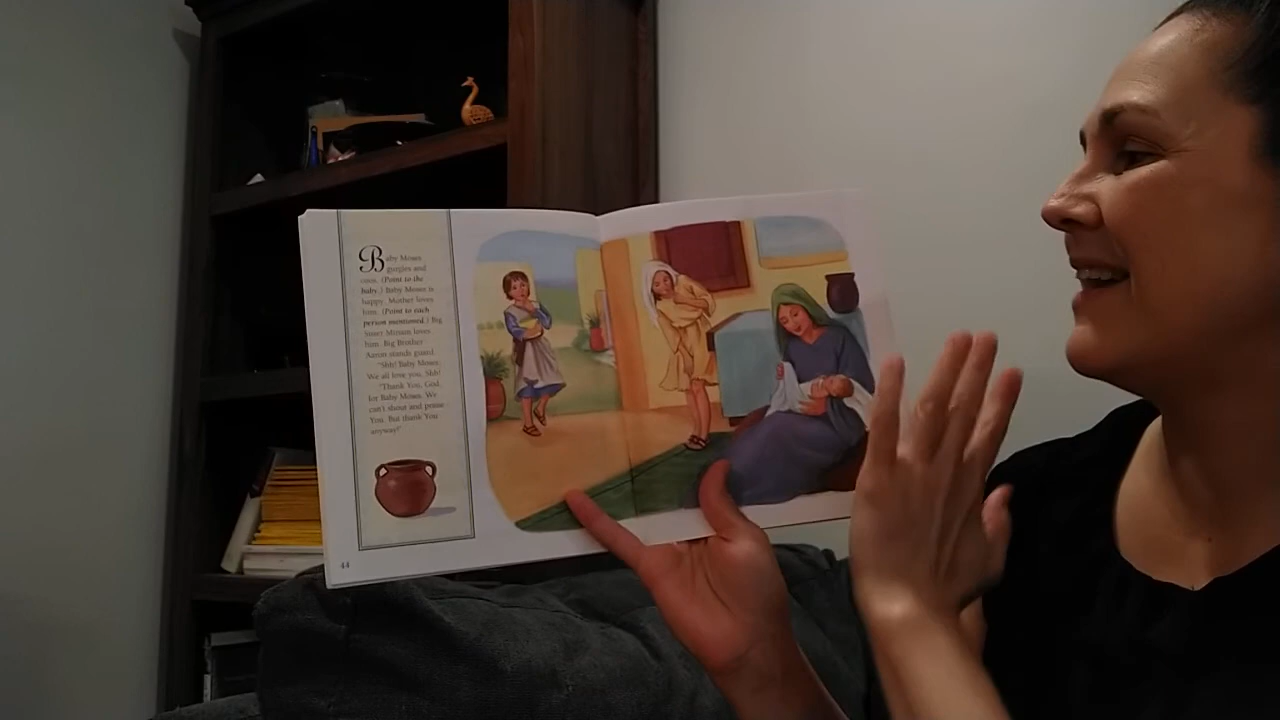 Baby Moses
gurgles and
coos. (Point to the
baby.) Baby Moses is
happy. Mother loves
him. (Point to each
person mentioned.) Big
Sister Miriam loves
him. Big Brother
Aaron stands guard.
"Shh! Baby Moses.
We all love you. Shh!
"Thank You, God,
for Baby Moses. We
can't shout and praise
You. But thank You
anyway!"
44